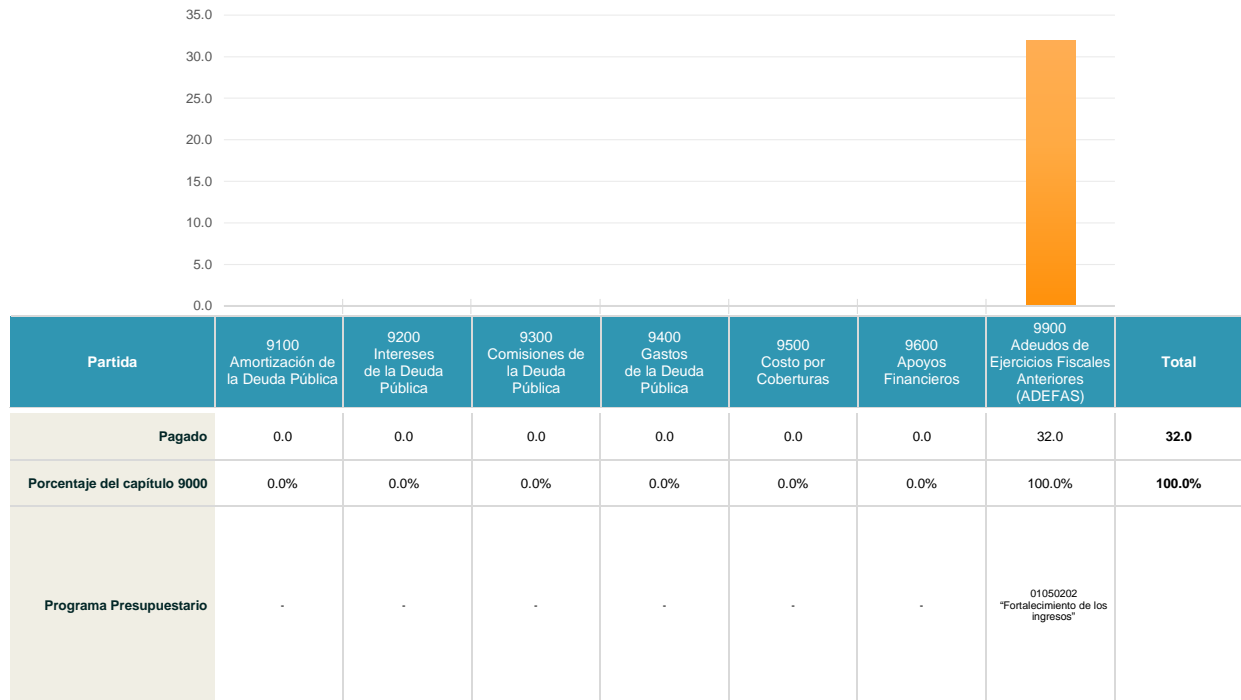 35.0
30.0
25.0
20.0
15.0
10.0
5.0
0.0
Partida
9100
Amortización de
la Deuda Pública
9200
Intereses
de la Deuda
Pública
9300
Comisiones de
la Deuda
Pública
9400
Gastos
de la Deuda
Pública
9500
Costo por
Coberturas
9600
Apoyos
Financieros
9900
Adeudos de
Ejercicios Fiscales
Anteriores
(ADEFAS)
Total
Pagado
0.0
0.0
0.0
0.0
0.0
0.0
32.0
32.0
Porcentaje del capítulo 9000
0.0%
0.0%
0.0%
0.0%
0.0%
0.0%
100.0%
100.0%
Programa Presupuestario
-
-
-
-
-
-
01050202
“Fortalecimiento de los
ingresos”